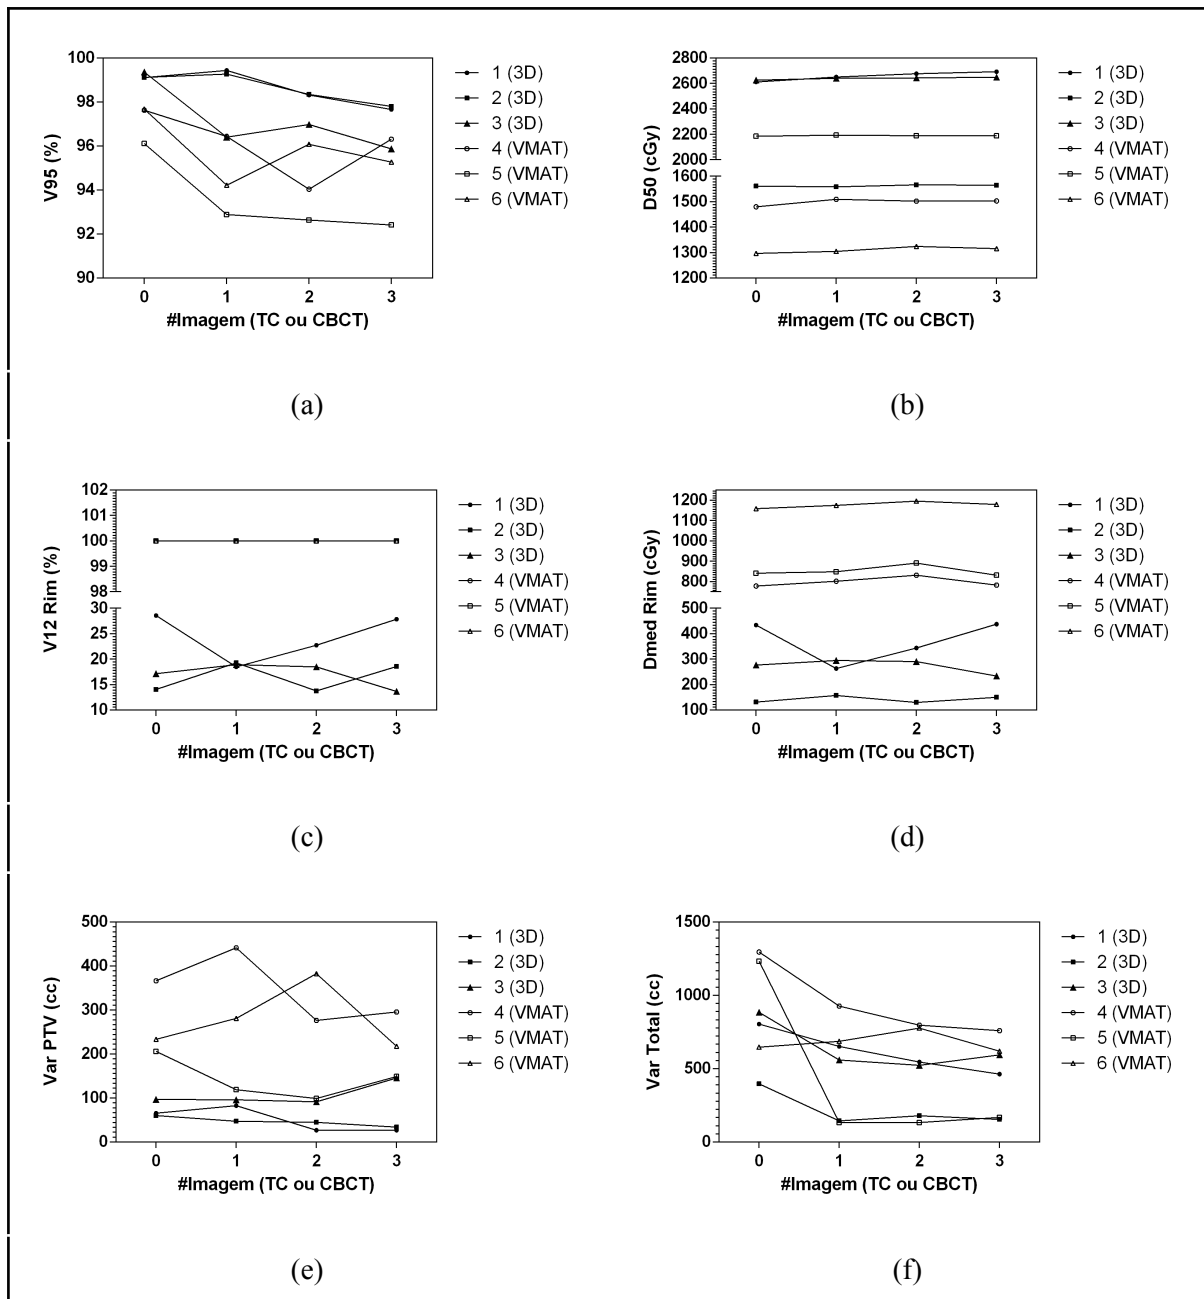 100
98
96
94
92
90
V95 (%)
0 1 2 3
#Imagem (TC ou CBCT)
1 (3D)
2 (3D)
3 (3D)
4 (VMAT)
5 (VMAT)
6 (VMAT)
(a)
2800
2600
2400
2200
2000
1600
1500
1400
1300
1200
D50 (cGy)
0 1 2 3
#Imagem (TC ou CBCT)
1 (3D)
2 (3D)
3 (3D)
4 (VMAT)
5 (VMAT)
6 (VMAT)
(b)
102
101
100
99
98
30
25
20
15
10
V12 Rim (%)
0 1 2 3
#Imagem (TC ou CBCT)
1 (3D)
2 (3D)
3 (3D)
4 (VMAT)
5 (VMAT)
6 (VMAT)
(c)
1200
1100
1000
900
800
500
400
300
200
100
Dmed Rim (cGy)
0 1 2 3
#Imagem (TC ou CBCT)
1 (3D)
2 (3D)
3 (3D)
4 (VMAT)
5 (VMAT)
6 (VMAT)
(d)
500
400
300
200
100
0
Var PTV (cc)
0 1 2 3
#Imagem (TC ou CBCT)
1 (3D)
2 (3D)
3 (3D)
4 (VMAT)
5 (VMAT)
6 (VMAT)
(e)
1500
1000
500
0
Var Total (cc)
0 1 2 3
#Imagem (TC ou CBCT)
1 (3D)
2 (3D)
3 (3D)
4 (VMAT)
5 (VMAT)
6 (VMAT)
(f)